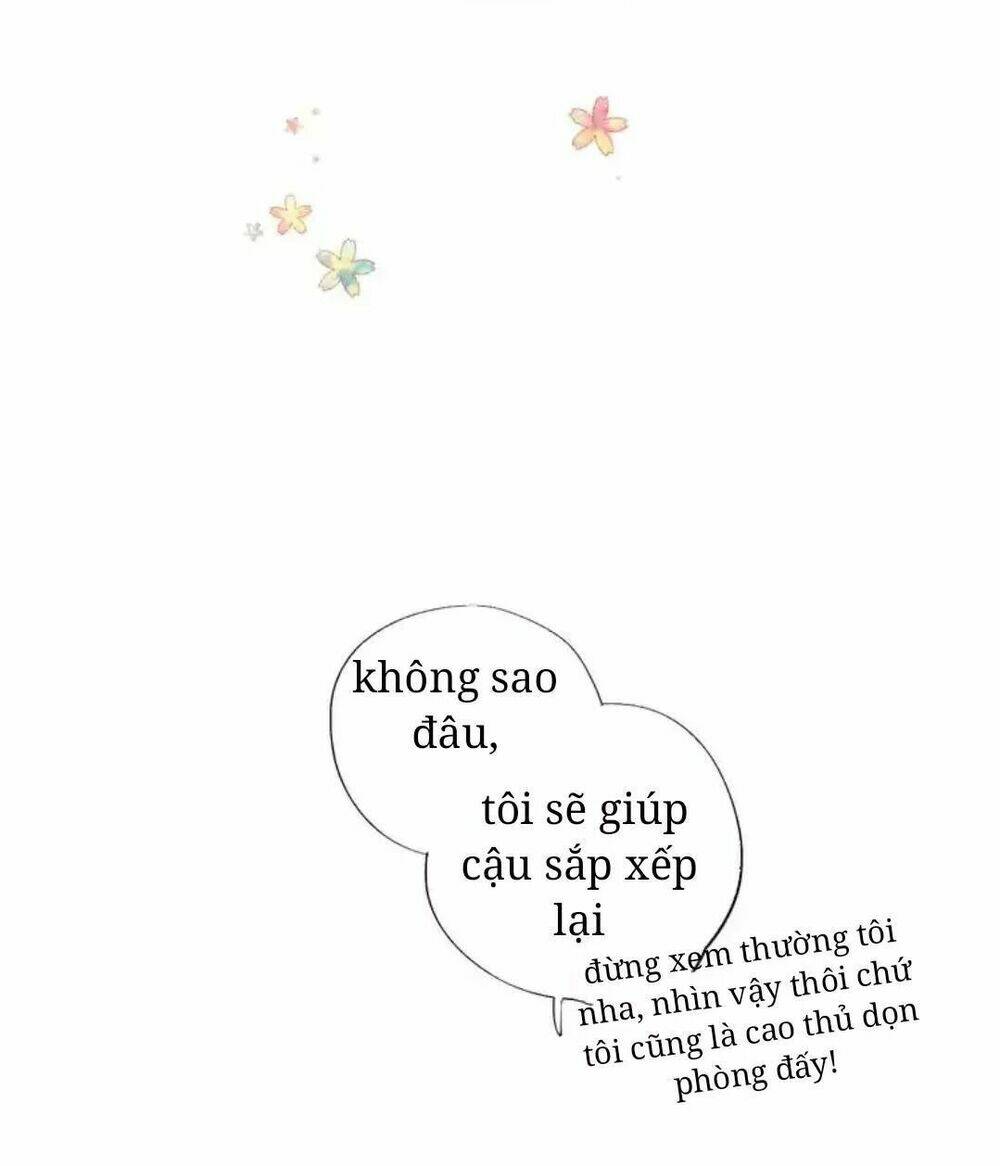 không sao
đâu,
tôi sẽ giúp
cậu sắp xếp
lại
đừng xem thường tôi
nha, nhìn vậy thôi chứ
tôi cũng là cao thủ dọn
phòng đấy!